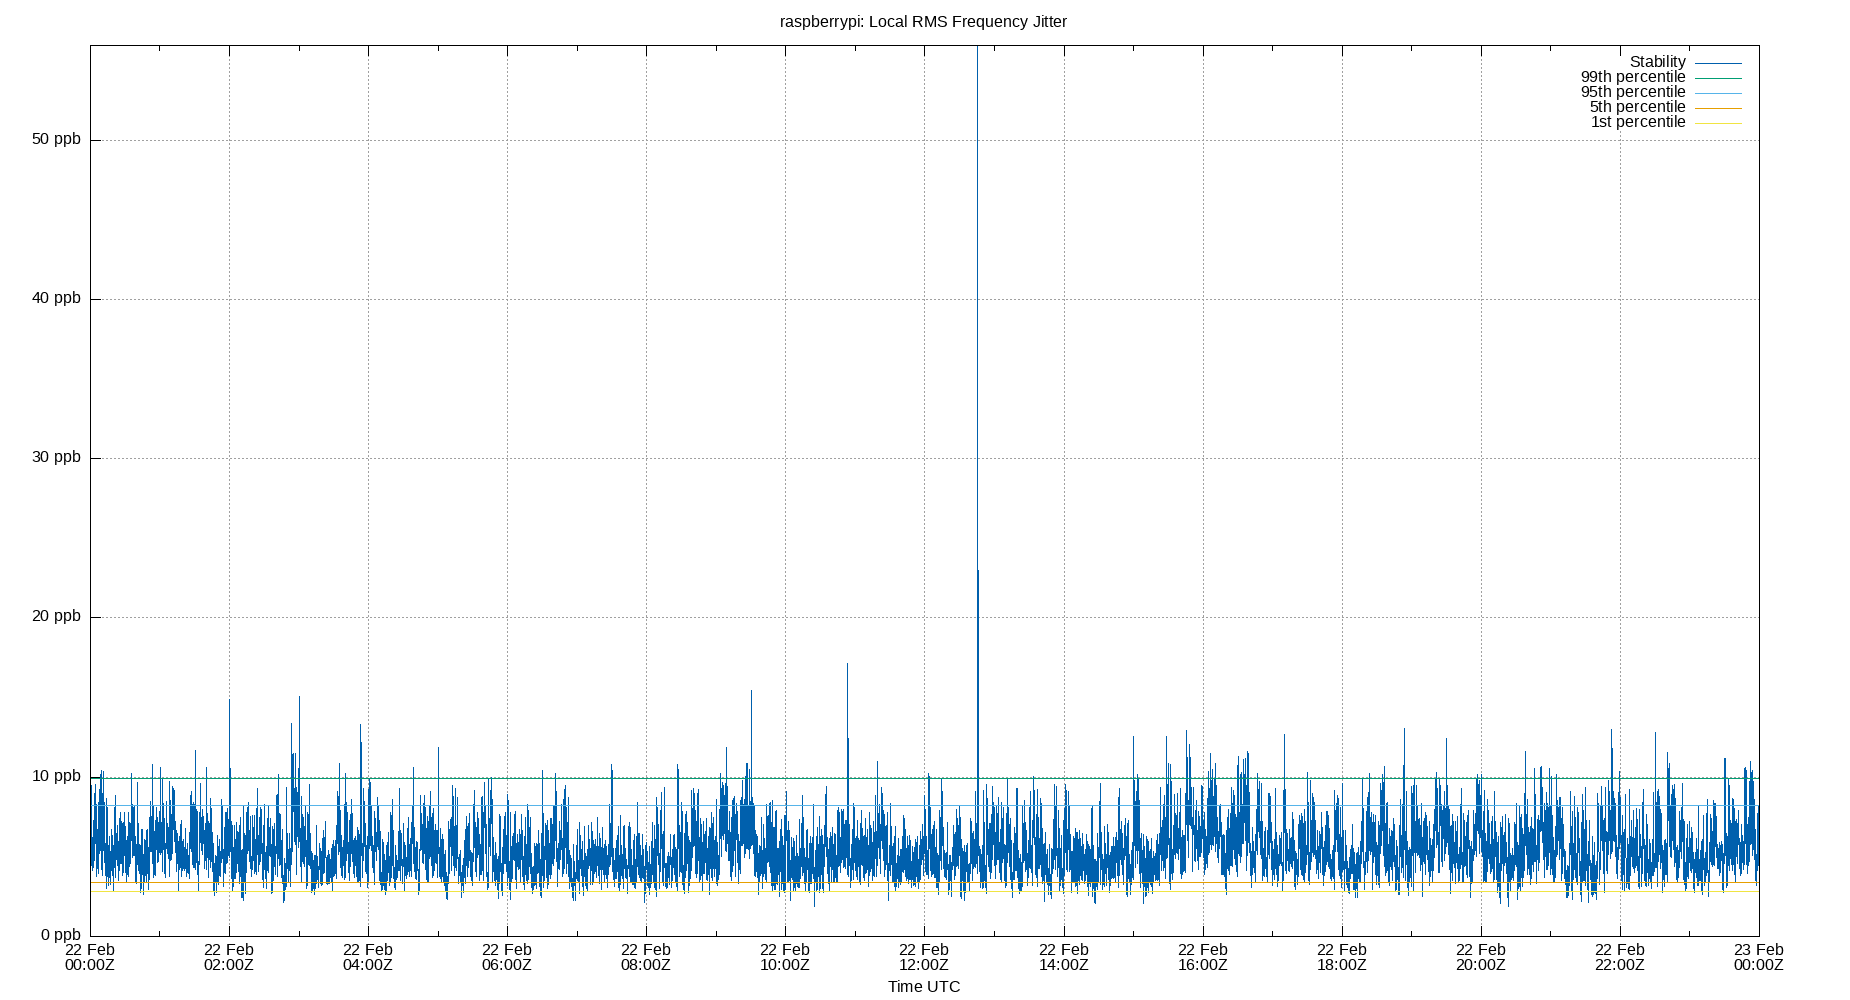 raspberrypi: Local RMS Frequency Jitter
Stability
99th percentile
95th percentile
5th percentile
1st percentile
50 ppb
40 ppb
30 ppb
20 ppb
10 ppb
0 ppb
22 Feb 22 Feb 22 Feb 22 Feb 22 Feb 22 Feb 22 Feb 22 Feb 22 Feb 22 Feb 22 Feb 22 Feb 23 Feb
00:00Z 02:00Z 04:00Z 06:00Z 08:00Z 10:00Z 12:00Z 14:00Z 16:00Z 18:00Z 20:00Z 22:00Z 00:00Z
Time UTC